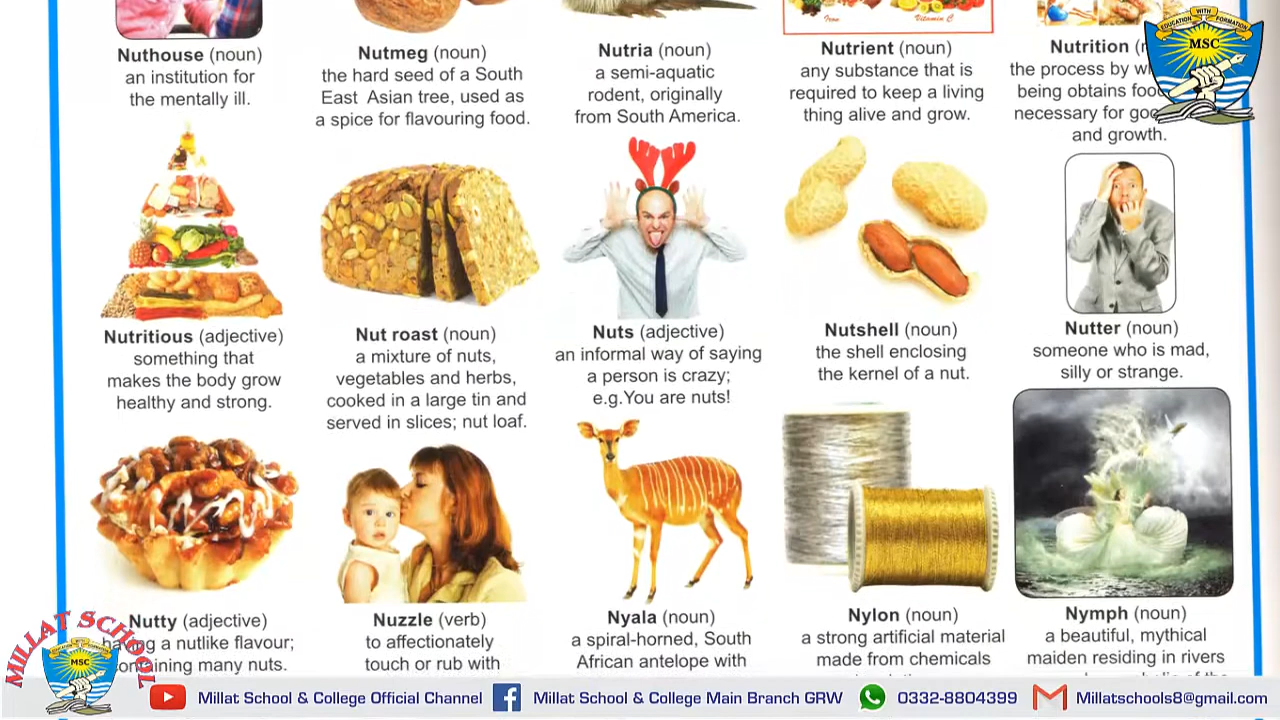 Iron
Vitamin C
Nuthouse (noun)
an institution for
the mentally ill.
Nutmeg (noun)
the hard seed of a South
East Asian tree, used as
a spice for flavouring food.
Nutria (noun)
a semi-aquatic
rodent, originally
from South America.
Nutrient (noun)
any substance that is
required to keep a living
thing alive and grow.
Nutrition
the process by
being obtains
necessary for
and growth.
EDUCATION WITH FORMATION
MSC
Nutritious (adjective)
something that
makes the body grow
healthy and strong.
Nut roast (noun)
a mixture of nuts,
vegetables and herbs,
cooked in a large tin and
served in slices; nut loaf.
Nuts (adjective)
an informal way of saying
a person is crazy;
e.g.You are nuts!
Nutshell (noun)
the shell enclosing
the kernel of a nut.
Nutter (noun)
someone who is mad,
silly or strange.
Nutty (adjective)
having a nutlike flavour;
containing many nuts.
Nuzzle (verb)
to affectionately
touch or rub with
Nyala (noun)
a spiral-horned, South
African antelope with
Nylon (noun)
a strong artificial material
made from chemicals
Nymph (noun)
a beautiful, mythical
maiden residing in rivers
MILLAT SCHOOL
MSC
Millat School & College Official Channel
Millat School & College Main Branch GRW
0332-8804399
Millatschools8@gmail.com